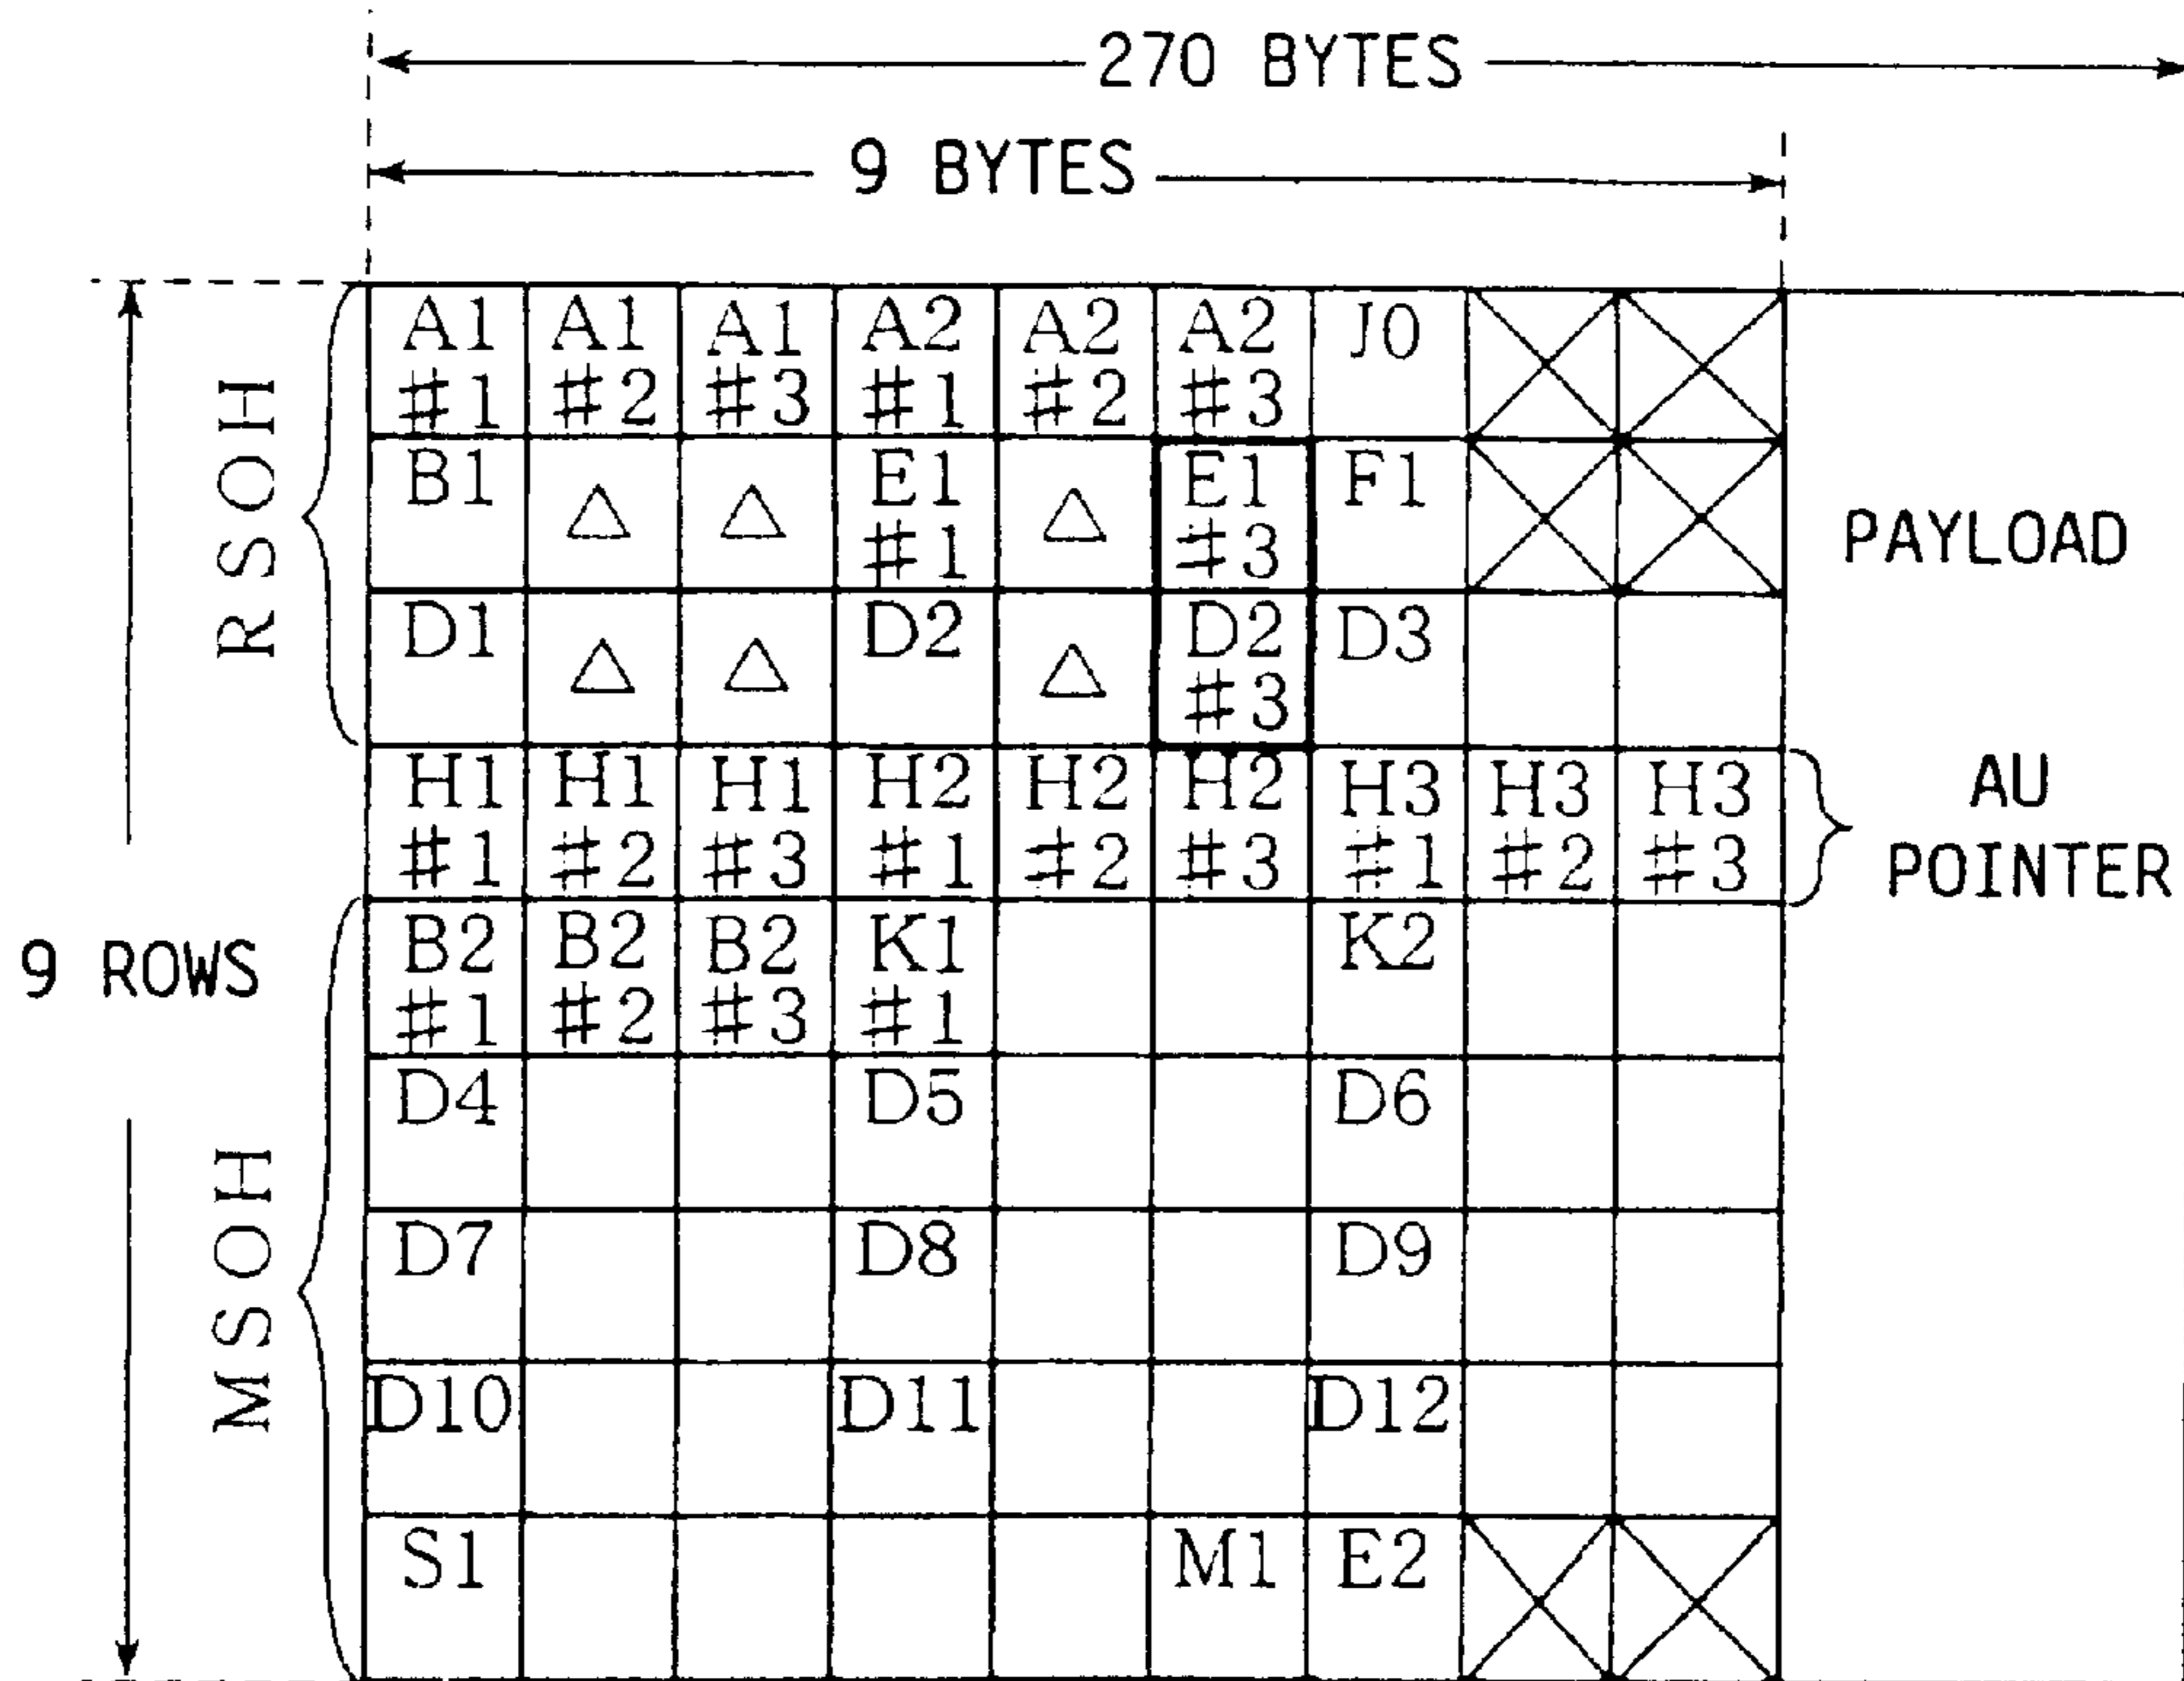 270 BYTES
9 BYTES
A1 A1 A1 A2 A2 A2 J0
#1 #2 #3 #1 #2 #3
B1 △ △ E1 △ E1 F1
#1 #3
PAYLOAD
RSOH
D1 △ △ D2 △ D2 D3
#3
H1 H1 H1 H2 H2 H2 H3 H3 H3
#1 #2 #3 #1 #2 #3 #1 #2 #3
AU
POINTER
9 ROWS
B2 B2 B2 K1 K2
#1 #2 #3 #1
D4 D5 D6
MSOH
D7 D8 D9
D10 D11 D12
S1 M1 E2